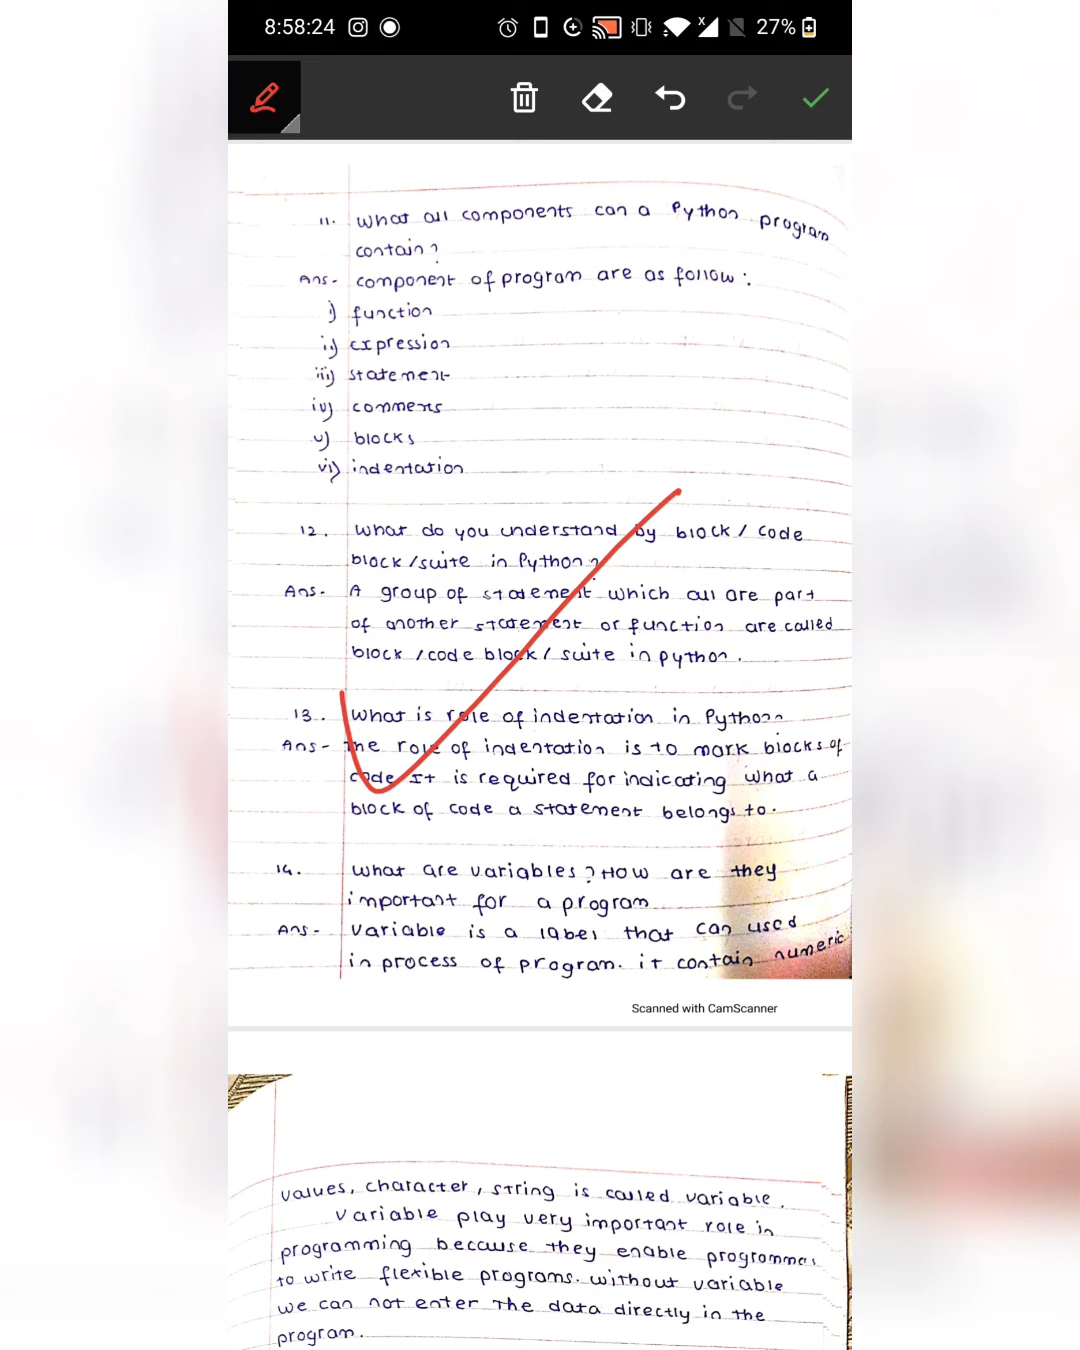 8:58:24 27%
11. What all components can a Python program
contain?
Ans- component of program are as follow:
i) function
ii) expression
iii) statement
iv) comments
v) blocks
vi) indentation
12. What do you understand by block / code
block/suite in Python?
Ans- A group of statement which all are part
of another statement or function are called
block /code block / suite in python.
13. What is role of indentation in Python?
Ans- The role of indentation is to mark blocks of
code It is required for indicating what a
block of code a statement belongs to.
14. What are variables? How are they
important for a program
Ans- Variable is a label that can used
in process of program. it contain numeric
Scanned with CamScanner
values, character, string is called variable.
Variable play very important role in
programming because they enable programmers
to write flexible programs. without variable
we can not enter the data directly in the
program.